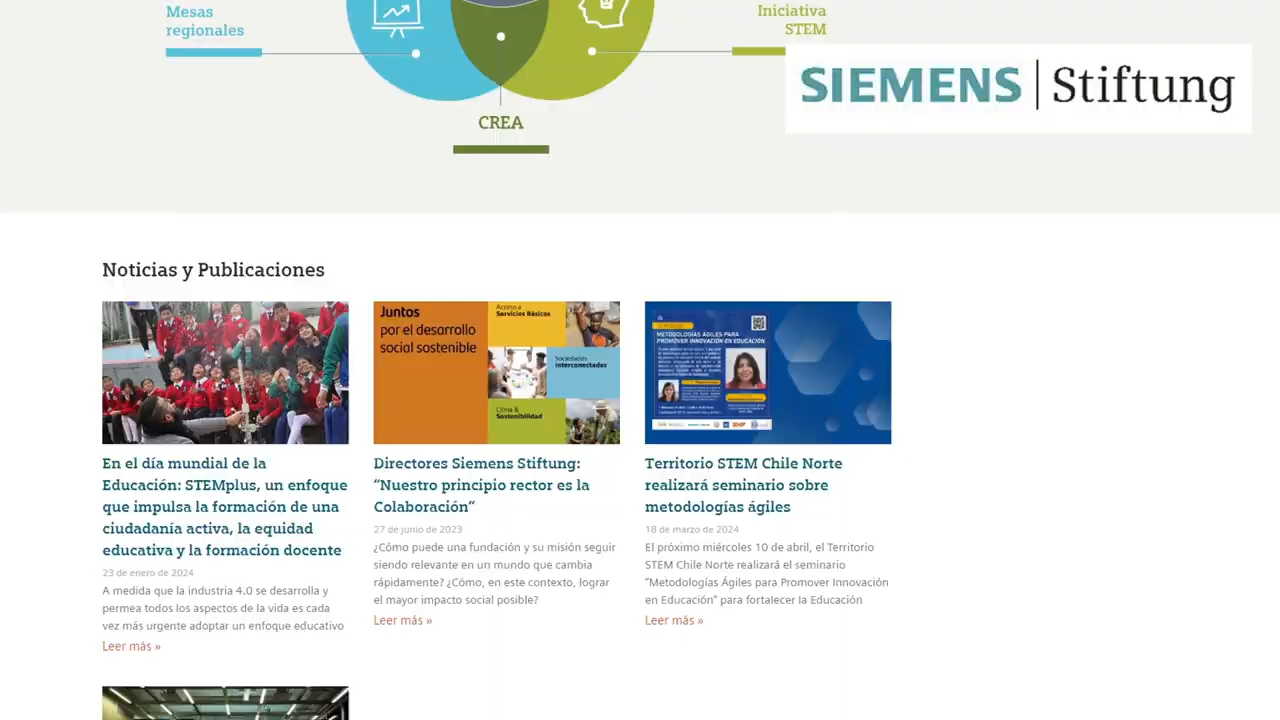 Mesas
regionales
Iniciativa
STEM
SIEMENS | Stiftung
CREA
Noticias y Publicaciones
Juntos
por el desarrollo
social sostenible
Acceso a
Servicios Básicos
Sociedades
Interconectadas
Clima &
Sostenibilidad
METODOLOGÍAS ÁGILES PARA
PROMOVER INNOVACIÓN EN EDUCACIÓN
En el día mundial de la
Educación: STEMplus, un enfoque
que impulsa la formación de una
ciudadanía activa, la equidad
educativa y la formación docente
23 de enero de 2024
A medida que la industria 4.0 se desarrolla y
permea todos los aspectos de la vida es cada
vez más urgente adoptar un enfoque educativo
Leer más »
Directores Siemens Stiftung:
“Nuestro principio rector es la
Colaboración”
27 de junio de 2023
¿Cómo puede una fundación y su misión seguir
siendo relevante en un mundo que cambia
rápidamente? ¿Cómo, en este contexto, lograr
el mayor impacto social posible?
Leer más »
Territorio STEM Chile Norte
realizará seminario sobre
metodologías ágiles
18 de marzo de 2024
El próximo miércoles 10 de abril, el Territorio
STEM Chile Norte realizará el seminario
“Metodologías Ágiles para Promover Innovación
en Educación” para fortalecer la Educación
Leer más »